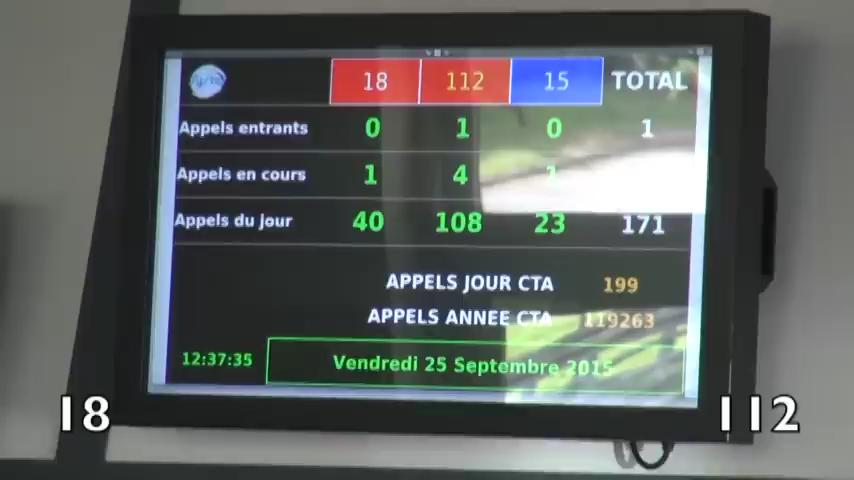 18 112 15 TOTAL
Appels entrants 0 1 0 1
Appels en cours 1 4 1
Appels du jour 40 108 23 171
APPELS JOUR CTA 199
APPELS ANNEE CTA 119263
12:37:35 Vendredi 25 Septembre 2015
18 112